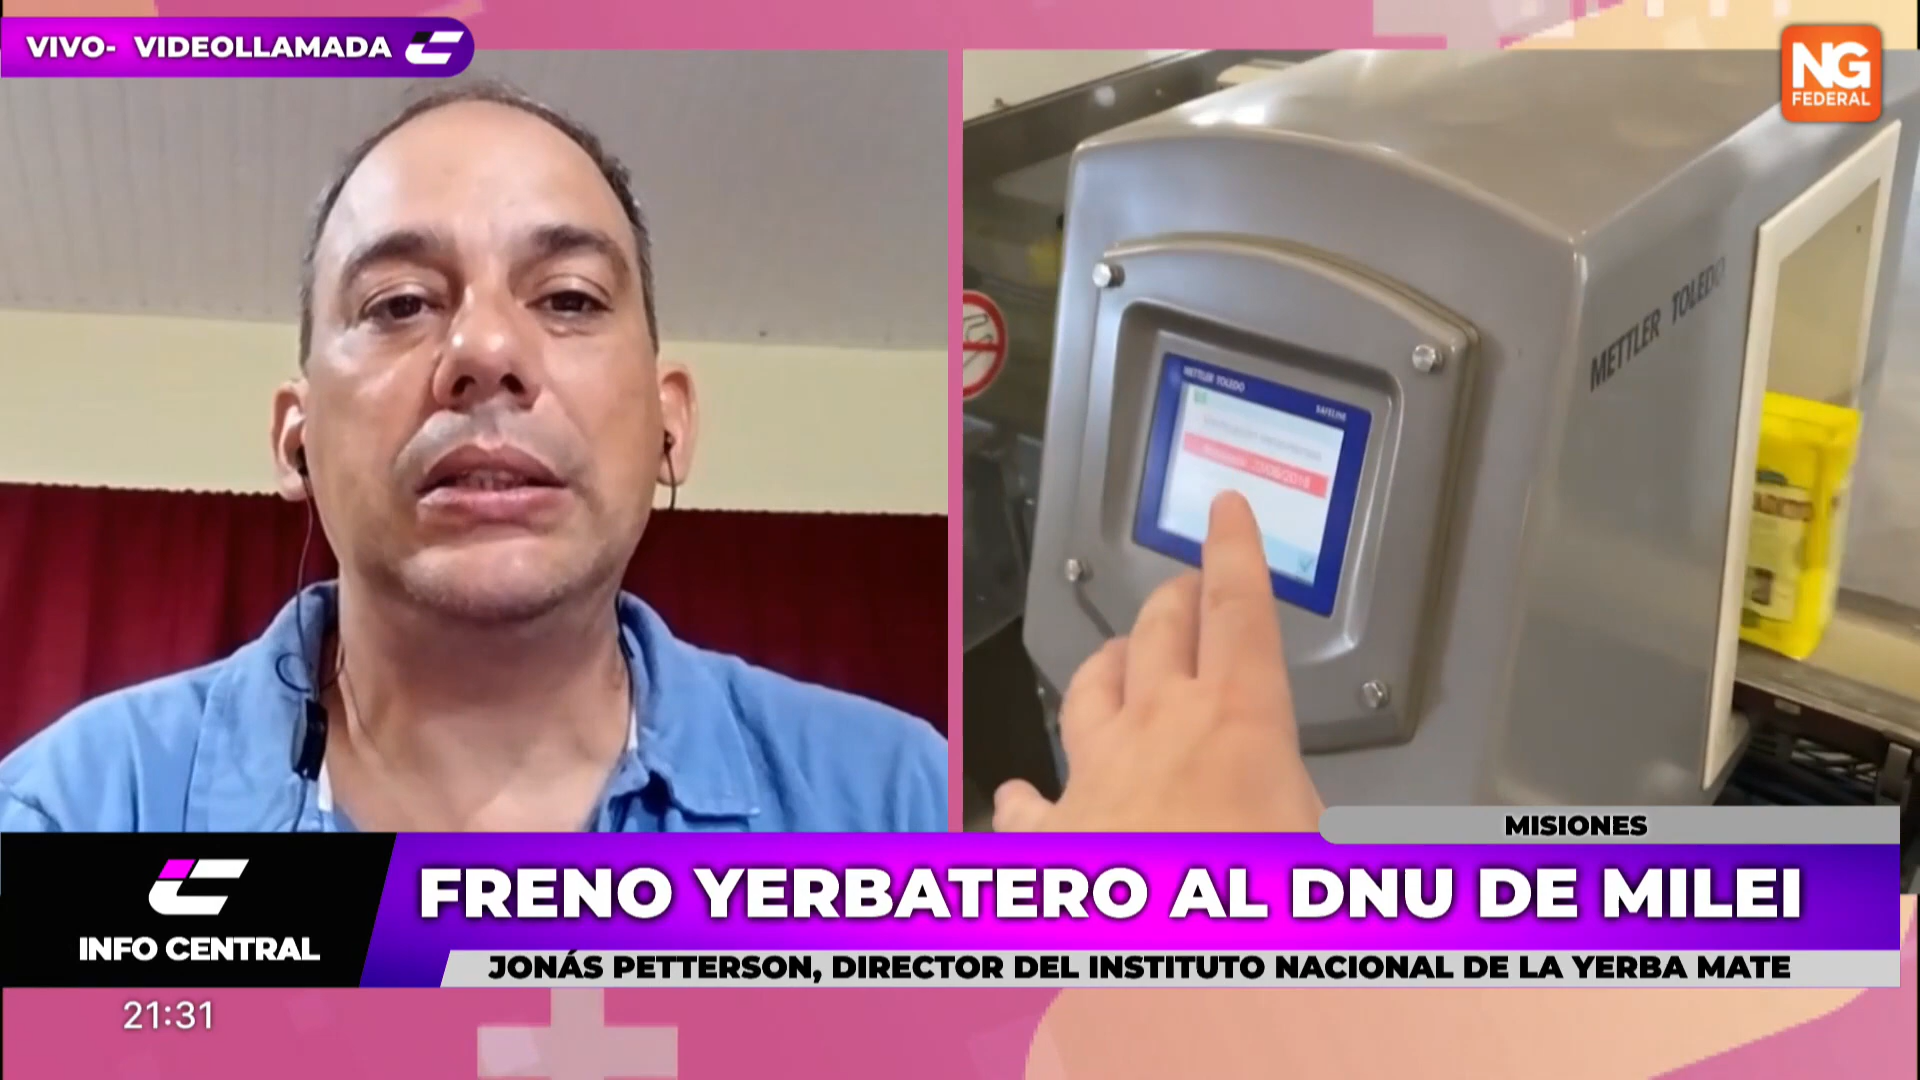 VIVO- VIDEOLLAMADA
NG
FEDERAL
METTLER TOLEDO
METTLER TOLEDO
SAFELINE
MISIONES
FRENO YERBATERO AL DNU DE MILEI
INFO CENTRAL
JONÁS PETTERSON, DIRECTOR DEL INSTITUTO NACIONAL DE LA YERBA MATE
21:31